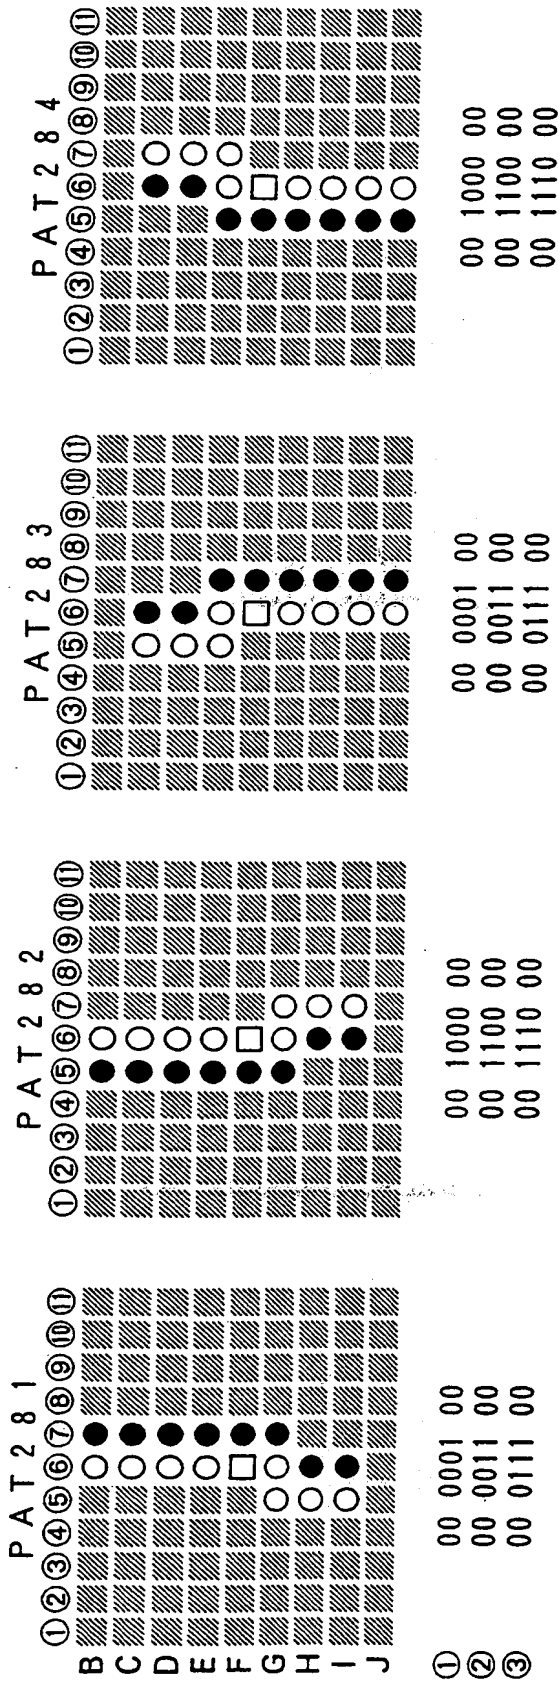 PAT281
①②③④⑤⑥⑦⑧⑨⑩⑪
B
C
D
E
F
G
H
I
J
① 00 0001 00
② 00 0011 00
③ 00 0111 00
PAT282
①②③④⑤⑥⑦⑧⑨⑩⑪
00 1000 00
00 1100 00
00 1110 00
PAT283
①②③④⑤⑥⑦⑧⑨⑩⑪
00 0001 00
00 0011 00
00 0111 00
PAT284
①②③④⑤⑥⑦⑧⑨⑩⑪
00 1000 00
00 1100 00
00 1110 00